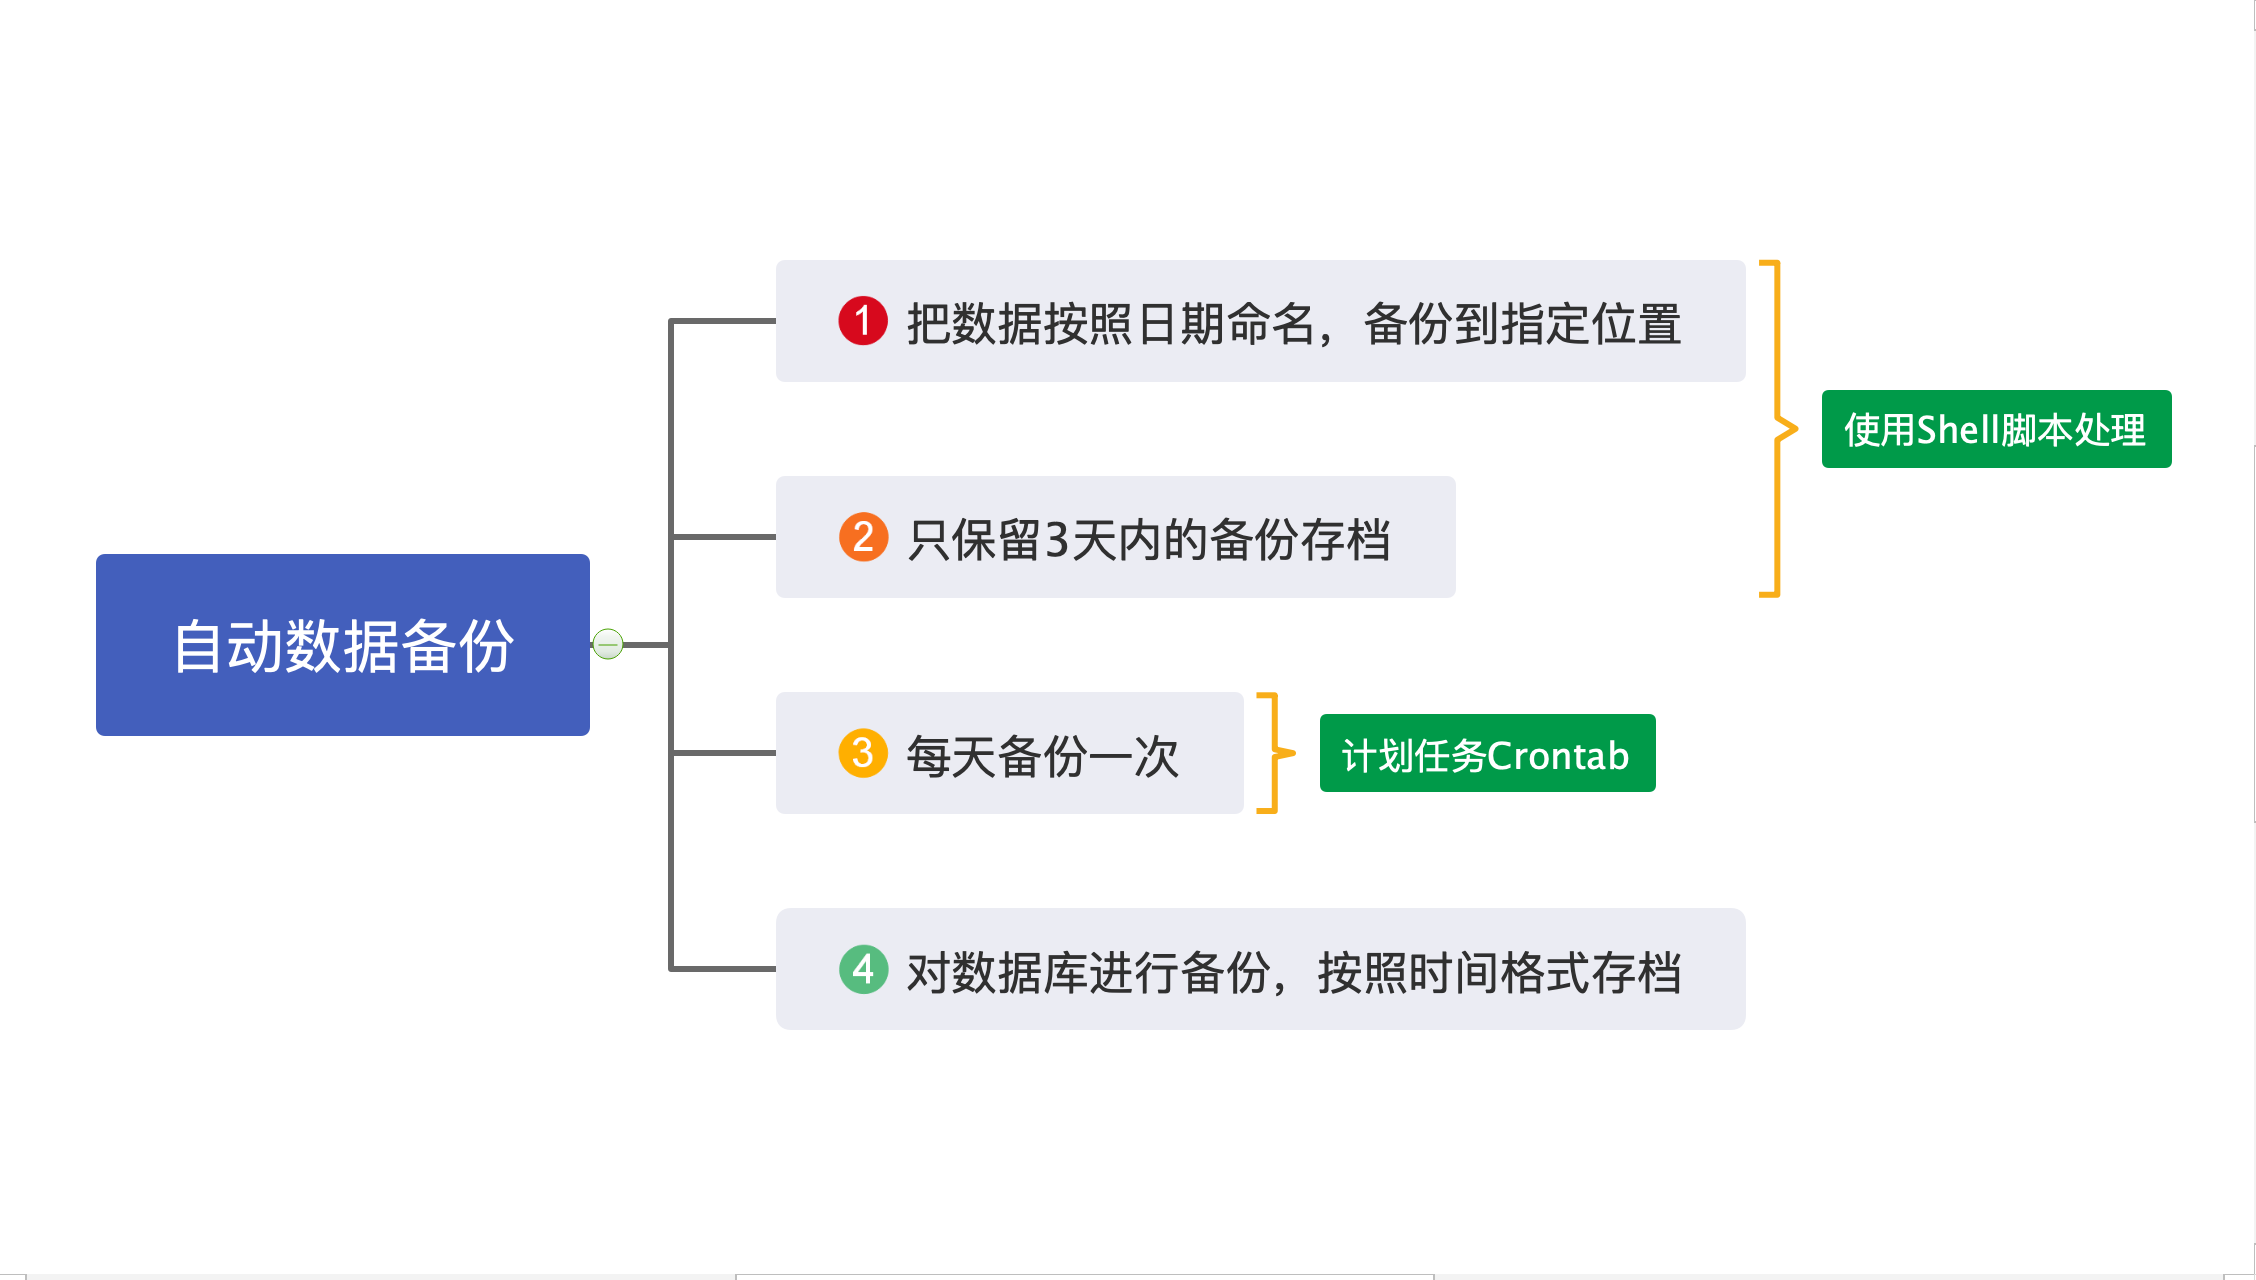 自动数据备份
1 把数据按照日期命名，备份到指定位置
2 只保留3天内的备份存档
使用Shell脚本处理
3 每天备份一次
计划任务Crontab
4 对数据库进行备份，按照时间格式存档